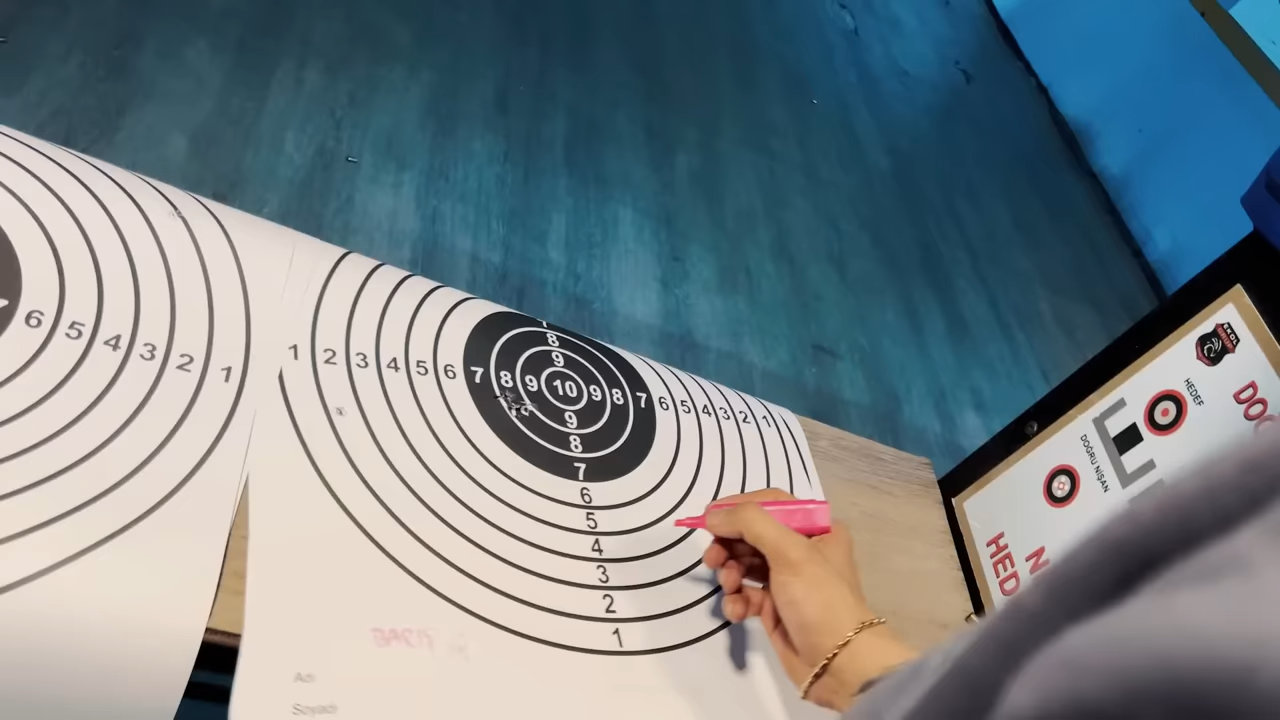 6 5 4 3 2 1
7
8
9
1 2 3 4 5 6 7 8 9 10 9 8 7 6 5 4 3 2 1
9
8
7
6
5
4
3
2
1
BARIŞ
Adı
Soyadı
HEDEF
DOĞRU NİŞAN